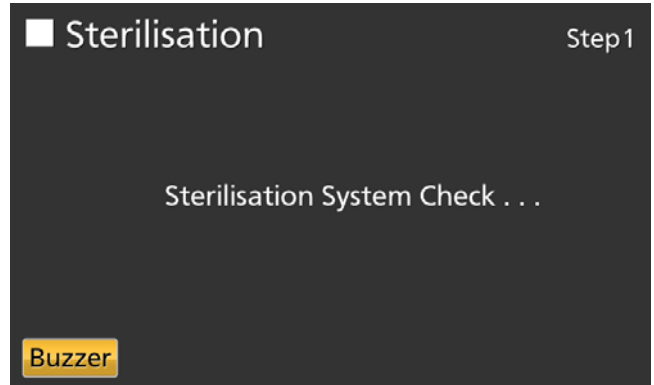 Sterilisation
Step1
Sterilisation System Check . . .
Buzzer